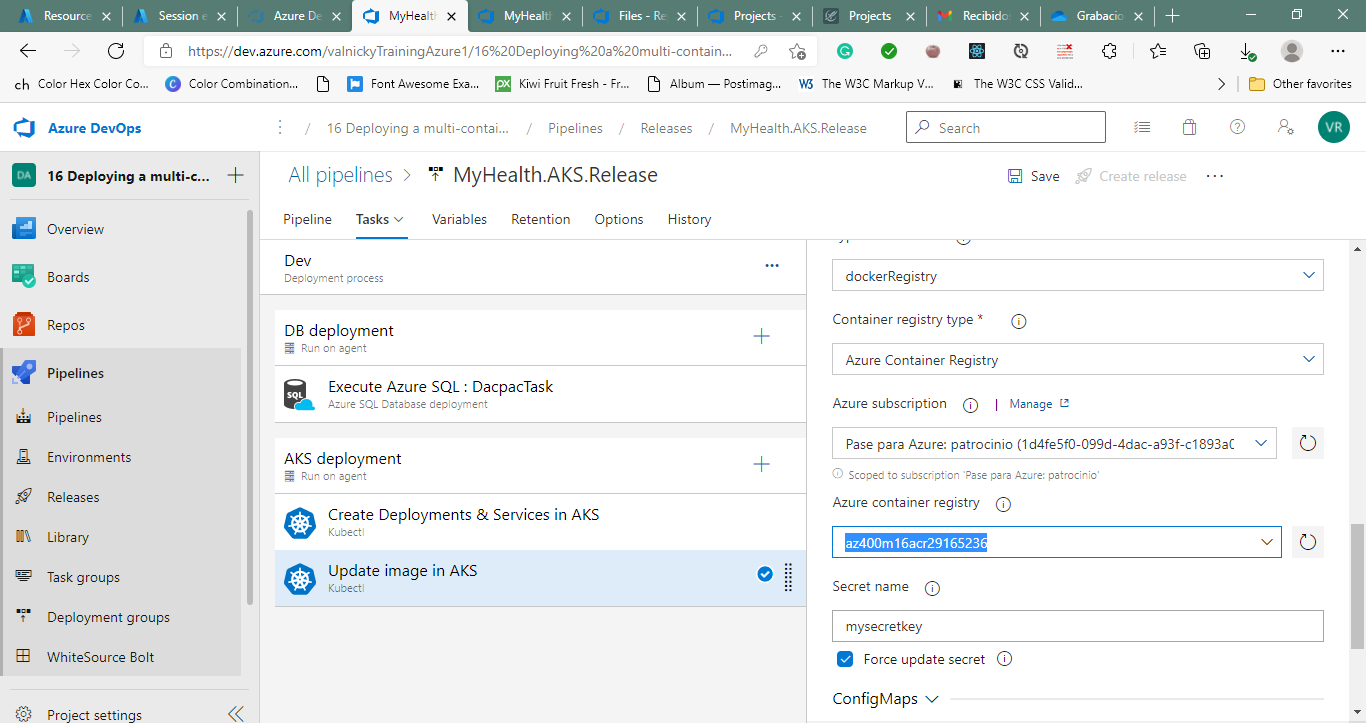 Resource
Session e
Azure De
MyHealth
MyHealth
Files - Re
Projects -
Projects
Recibidos
Grabacio
https://dev.azure.com/valnickyTrainingAzure1/16%20Deploying%20a%20multi-contain...
ch Color Hex Color Co...
Color Combination...
Font Awesome Exa...
Kiwi Fruit Fresh - Fr...
Album — Postimag...
The W3C Markup V...
The W3C CSS Valid...
Other favorites
Azure DevOps
/ 16 Deploying a multi-contai... / Pipelines / Releases / MyHealth.AKS.Release
Search
VR
DA
16 Deploying a multi-c...
Overview
Boards
Repos
Pipelines
Pipelines
Environments
Releases
Library
Task groups
Deployment groups
WhiteSource Bolt
Project settings
All pipelines > MyHealth.AKS.Release
Save
Create release
Pipeline
Tasks
Variables
Retention
Options
History
Dev
Deployment process
DB deployment
Run on agent
SQL
Execute Azure SQL : DacpacTask
Azure SQL Database deployment
AKS deployment
Run on agent
Create Deployments & Services in AKS
Kubectl
Update image in AKS
Kubectl
dockerRegistry
Container registry type *
Azure Container Registry
Azure subscription | Manage
Pase para Azure: patrocinio (1d4fe5f0-099d-4dac-a93f-c1893a0
Scoped to subscription 'Pase para Azure: patrocinio'
Azure container registry
az400m16acr29165236
Secret name
mysecretkey
Force update secret
ConfigMaps